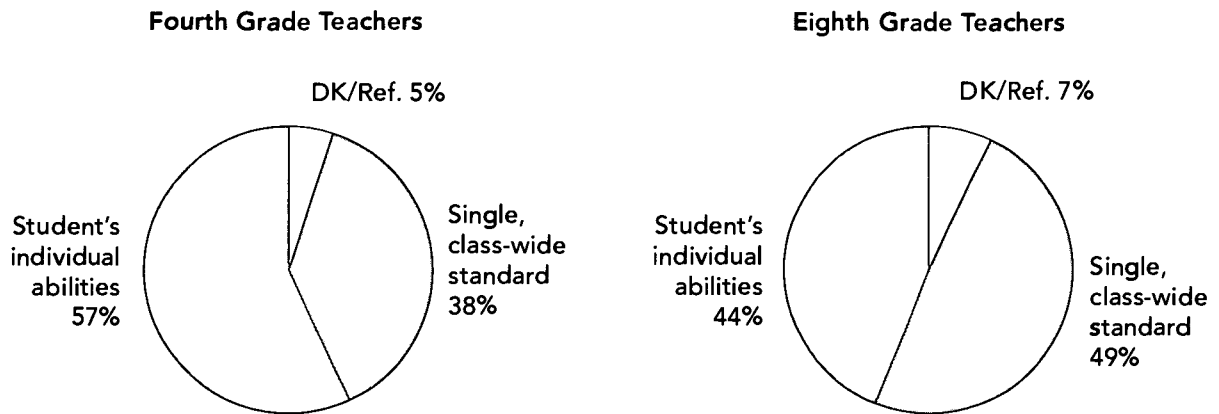 Fourth Grade Teachers
DK/Ref. 5%
Student's
individual
abilities
57%
Single,
class-wide
standard
38%
Eighth Grade Teachers
DK/Ref. 7%
Student's
individual
abilities
44%
Single,
class-wide
standard
49%